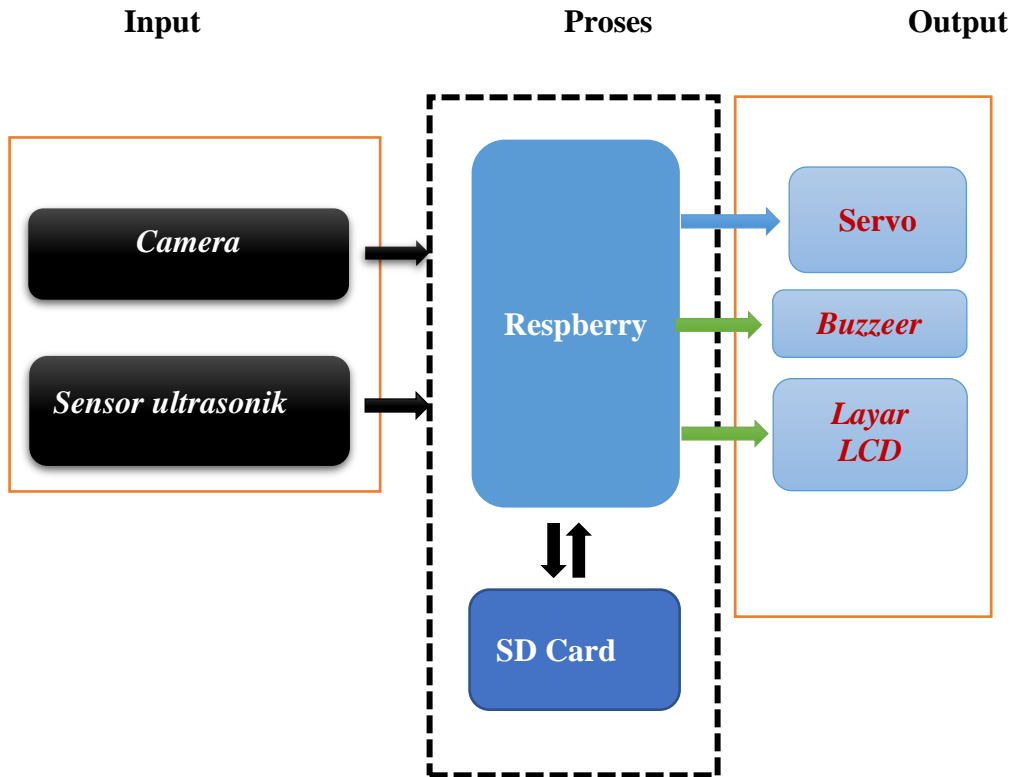 Input
Proses
Output
Camera
Sensor ultrasonik
Respberry
SD Card
Servo
Buzzeer
Layar
LCD